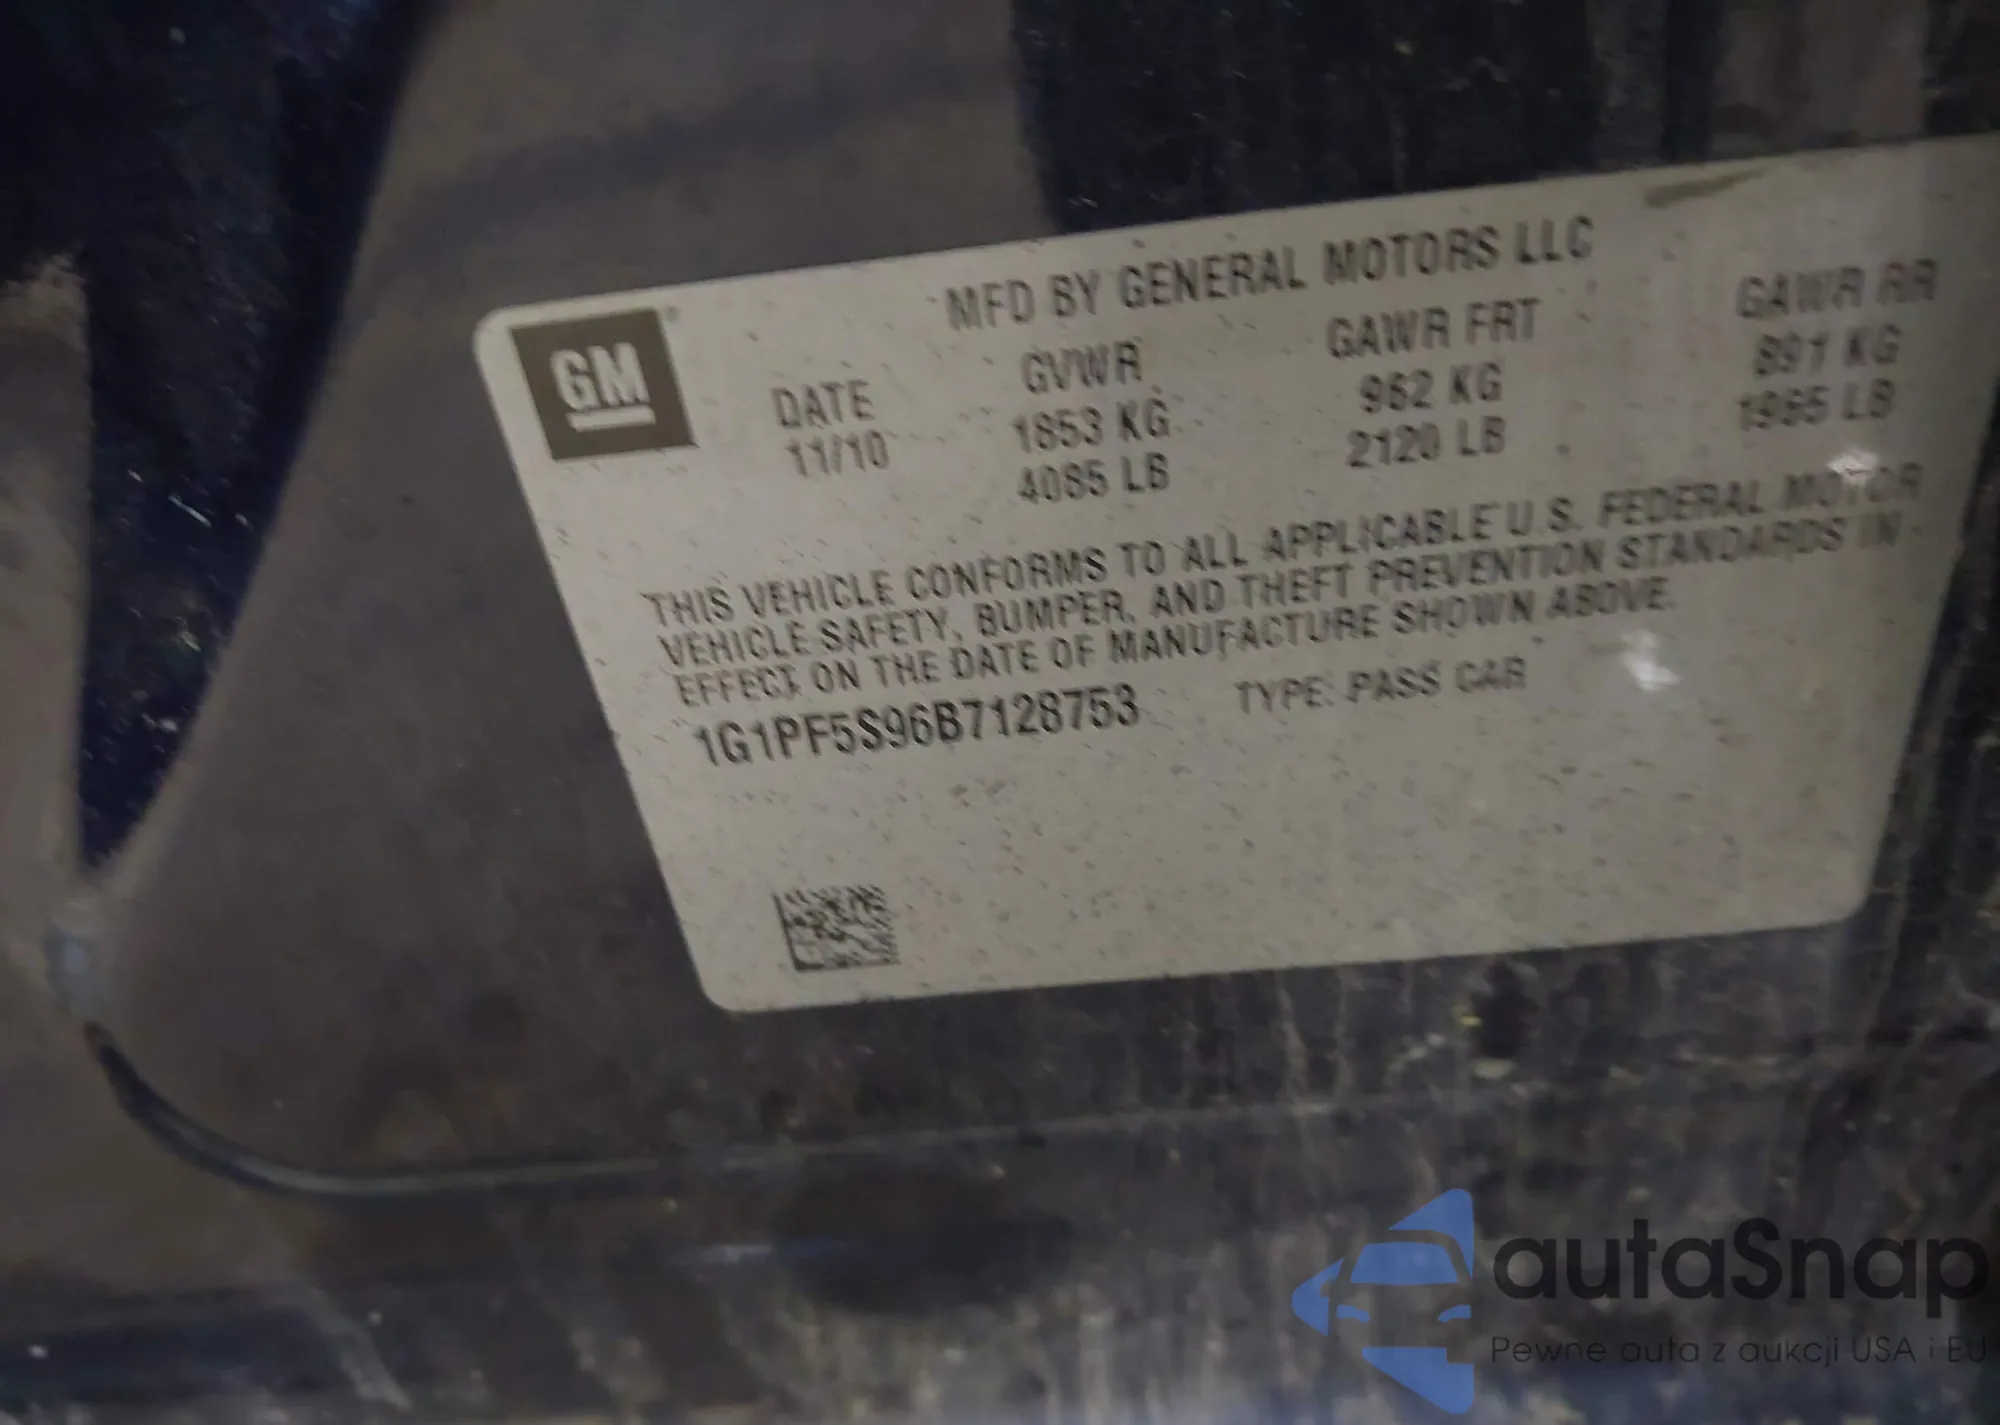 GM
MFD BY GENERAL MOTORS LLC
DATE GVWR GAWR FRT GAWR RR
11/10 1853 KG 962 KG 891 KG
4085 LB 2120 LB 1965 LB
THIS VEHICLE CONFORMS TO ALL APPLICABLE U.S. FEDERAL MOTOR
VEHICLE SAFETY, BUMPER, AND THEFT PREVENTION STANDARDS IN
EFFECT ON THE DATE OF MANUFACTURE SHOWN ABOVE.
1G1PF5S96B7128753 TYPE: PASS CAR
autaSnap
Pewne auta z aukcji USA i EU